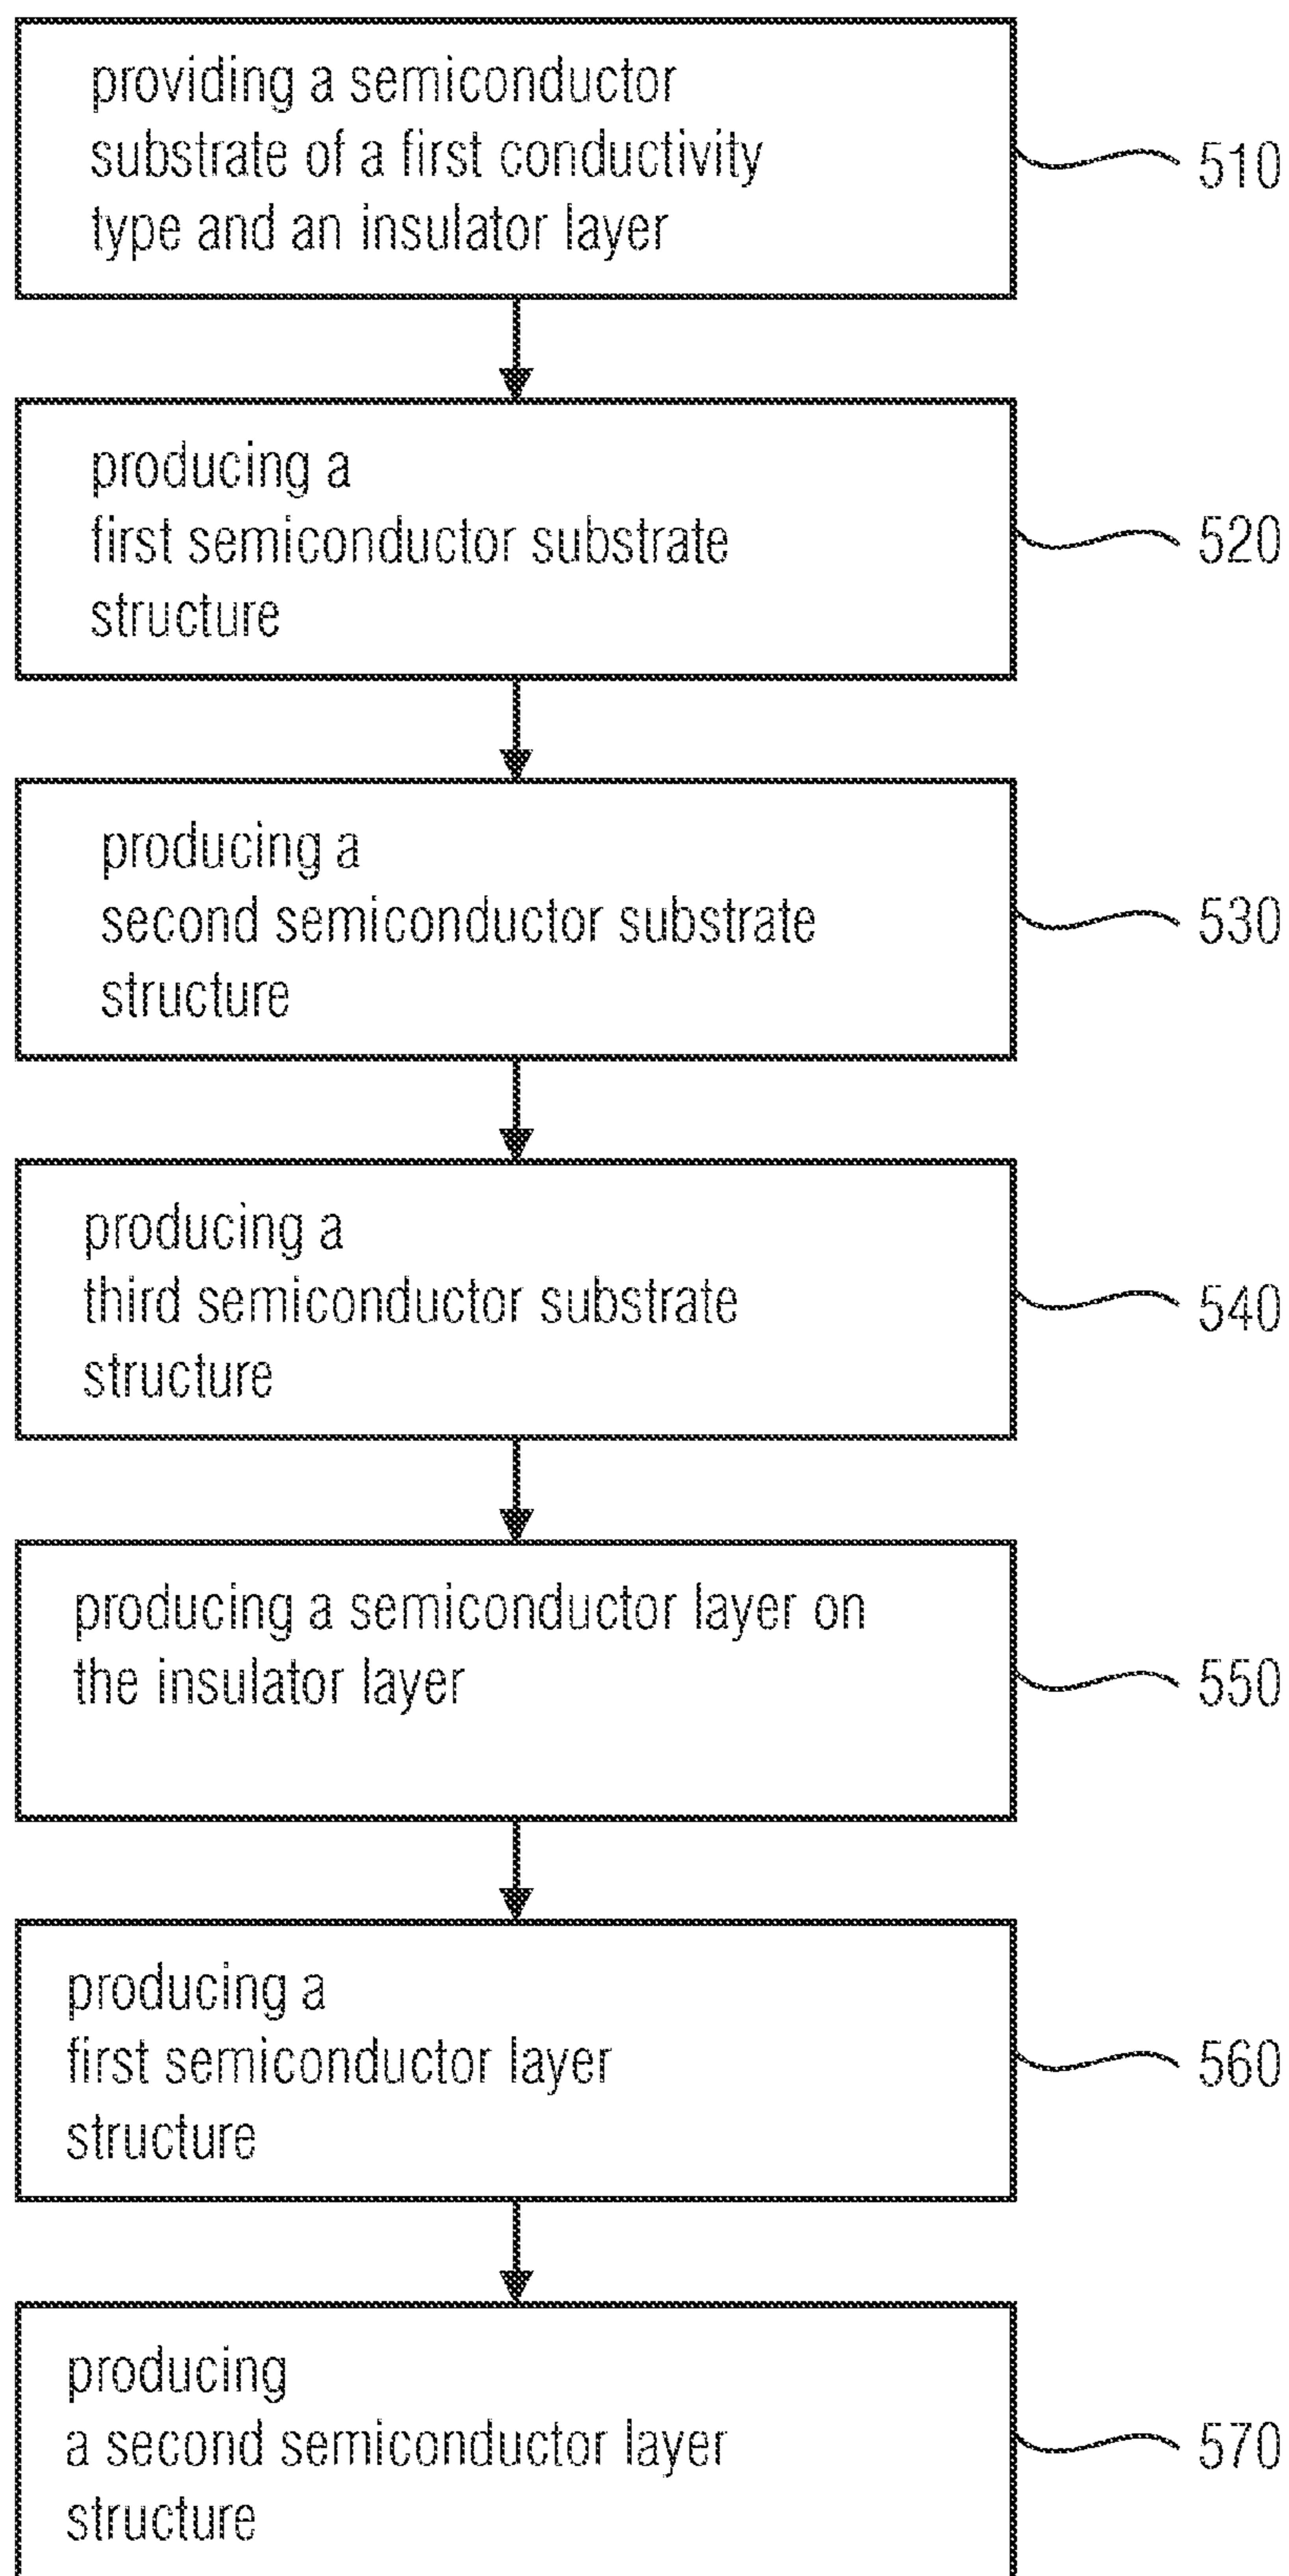 providing a semiconductor
substrate of a first conductivity
type and an insulator layer
510
producing a
first semiconductor substrate
structure
520
producing a
second semiconductor substrate
structure
530
producing a
third semiconductor substrate
structure
540
producing a semiconductor layer on
the insulator layer
550
producing a
first semiconductor layer
structure
560
producing
a second semiconductor layer
structure
570